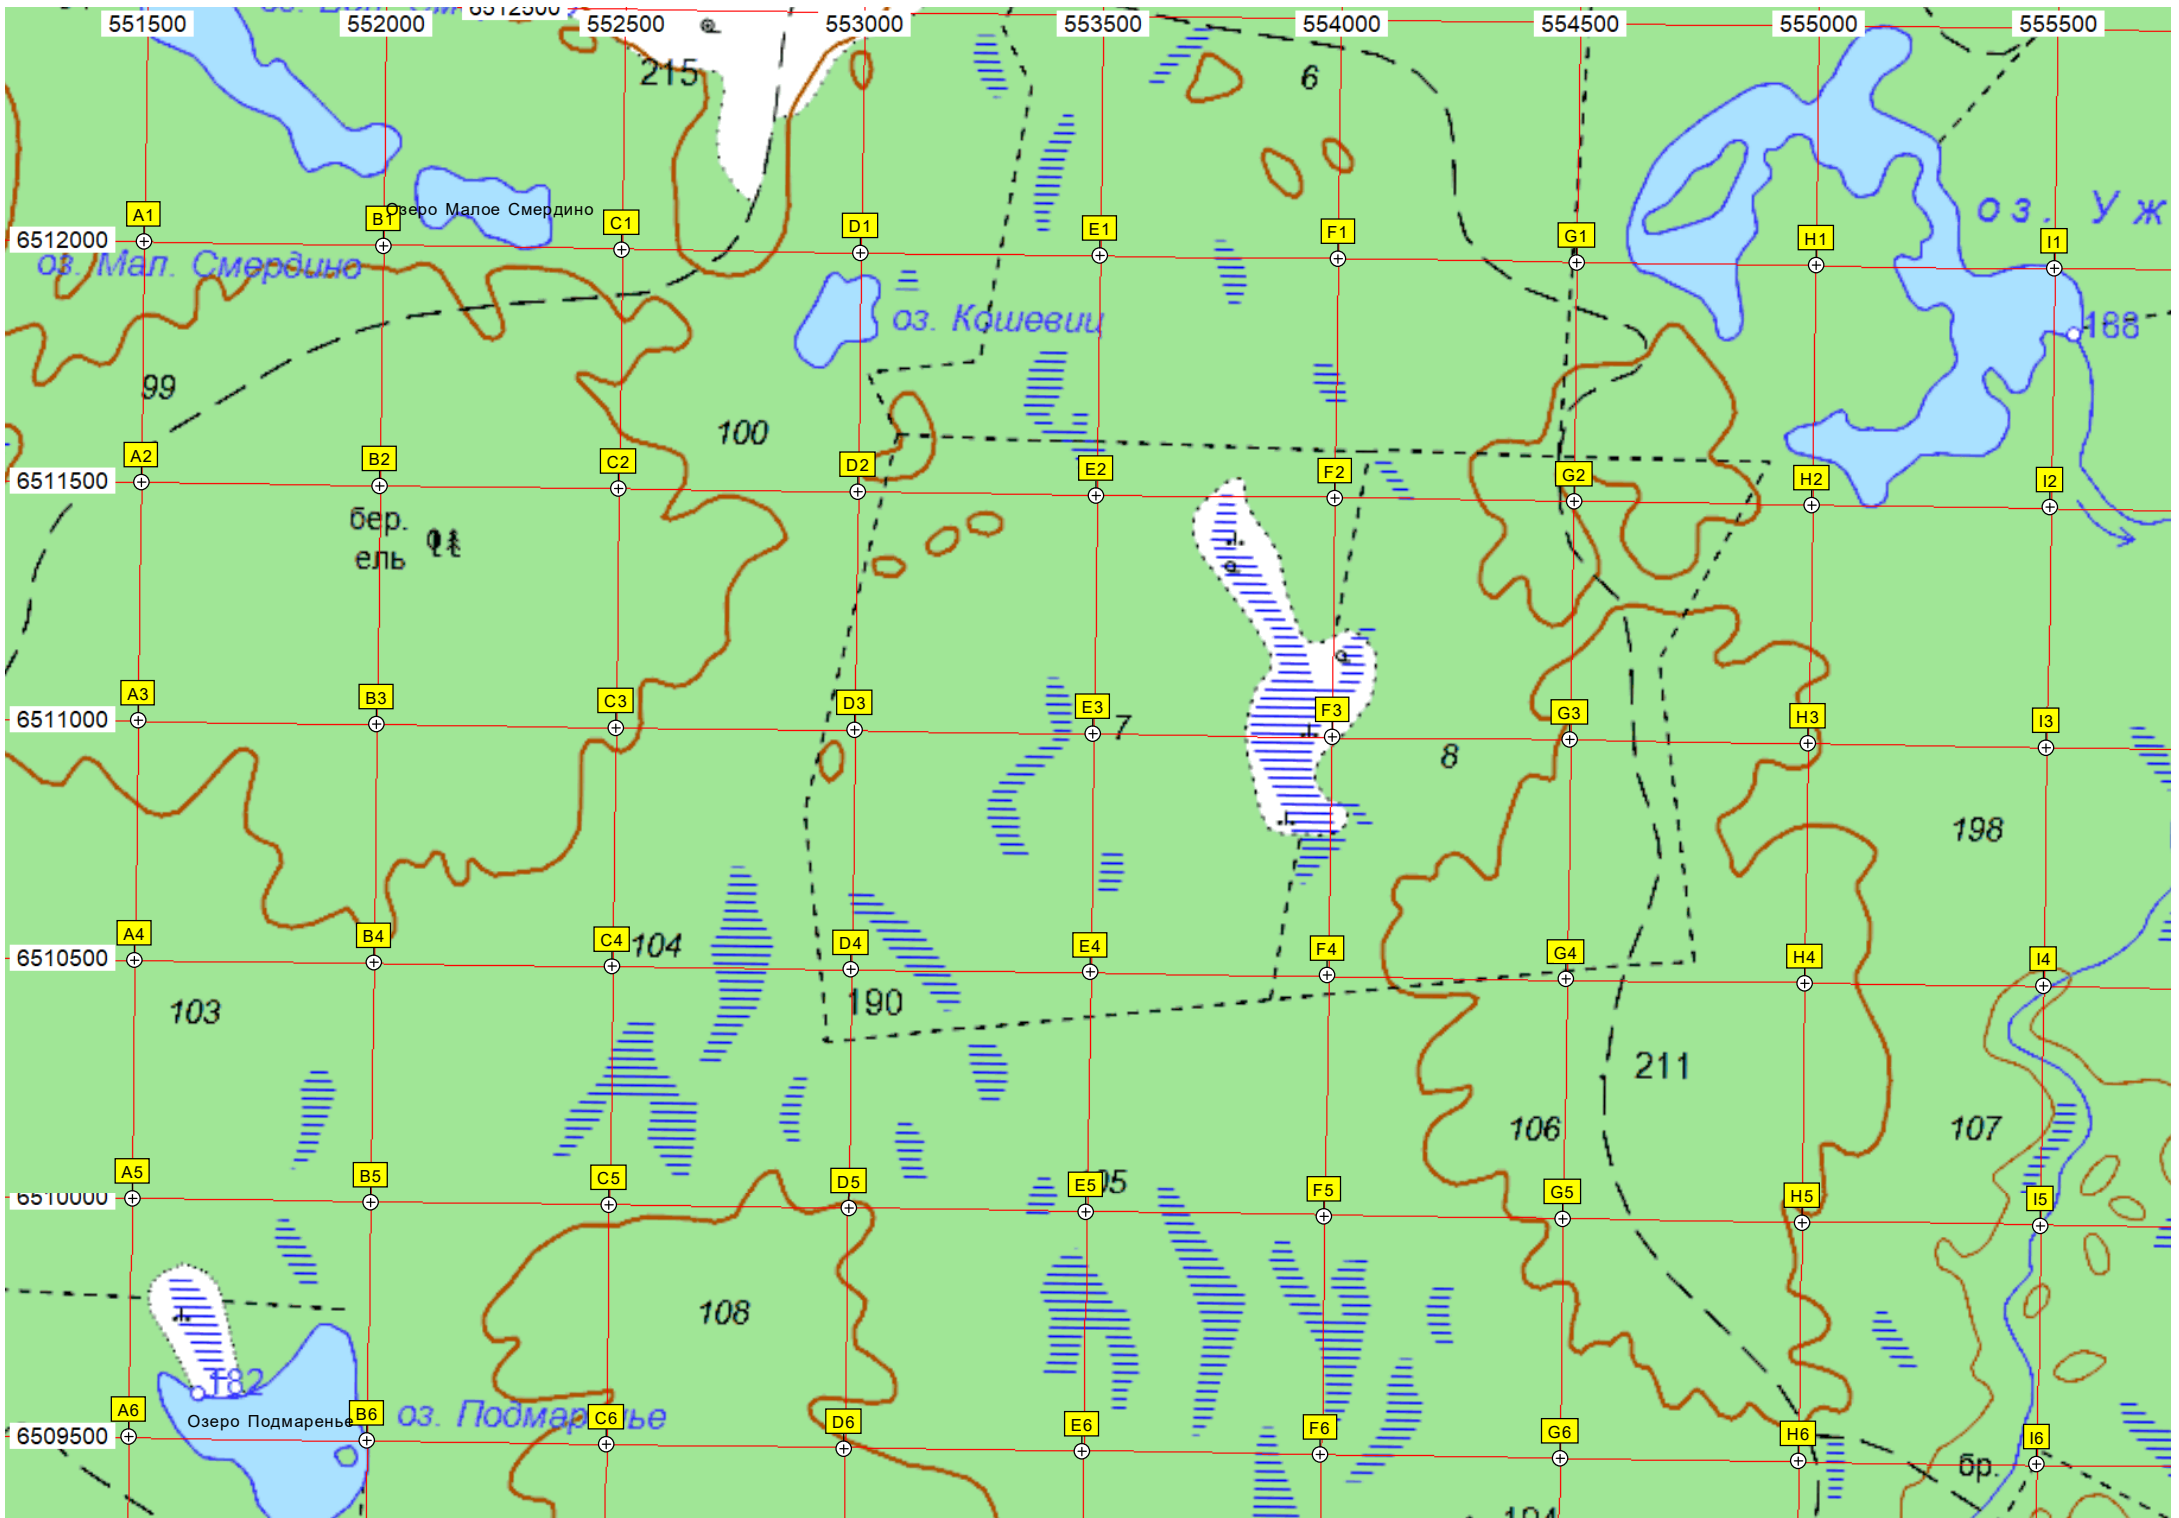 6512500
551500 552000 552500 553000 553500 554000 554500 555000 555500
215
6
A1 B1 C1 D1 E1 F1 G1 H1 I1
Озеро Малое Смердино
оз. Уж
6512000
оз. Мал. Смердино
оз. Кошевиц
188
99
100
A2 B2 C2 D2 E2 F2 G2 H2 I2
6511500
бер.
ель
A3 B3 C3 D3 E3 F3 G3 H3 I3
6511000
7
8
198
A4 B4 C4 D4 E4 F4 G4 H4 I4
104
6510500
103
190
211
106
107
A5 B5 C5 D5 E5 F5 G5 H5 I5
6510000
108
182
A6 B6 C6 D6 E6 F6 G6 H6 I6
Озеро Подмаренье
оз. Подмаренье
6509500
бр.